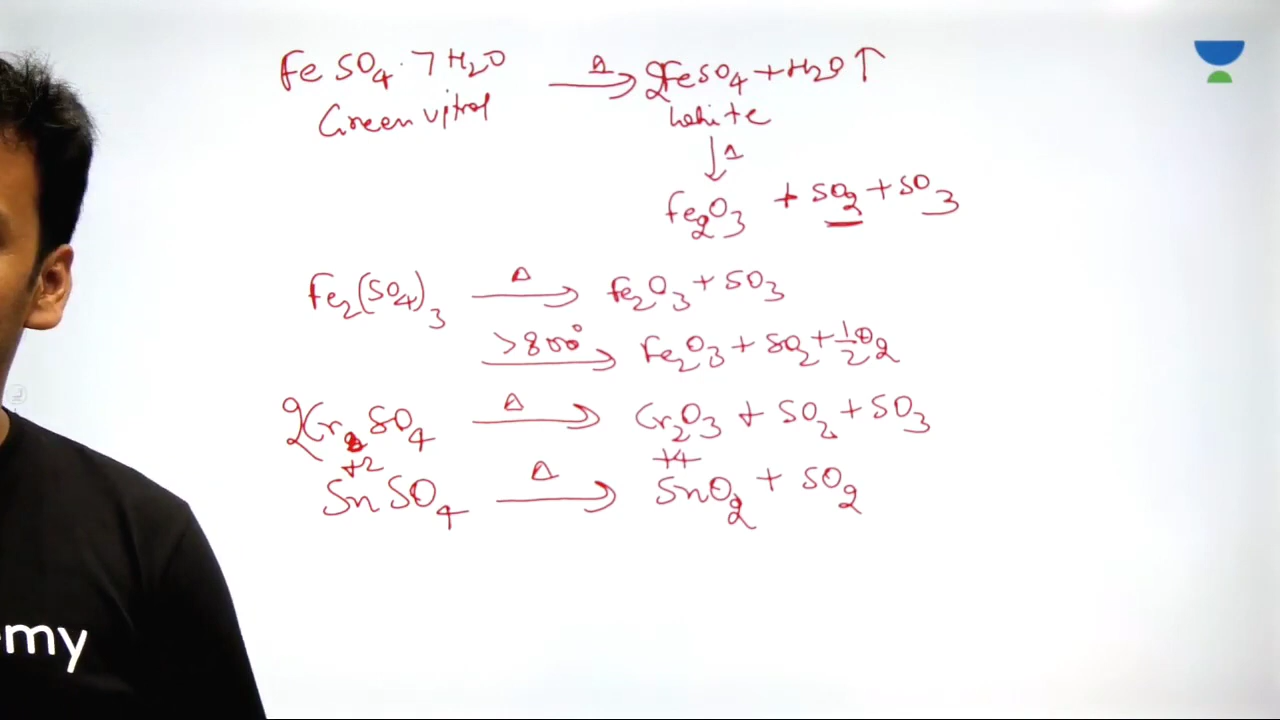 FeSO4·7H2O —Δ→ 2FeSO4 + H2O↑
Green vitrol
white
↓Δ
Fe2O3 + SO2 + SO3
Fe2(SO4)3 —Δ→ Fe2O3 + SO3
>800° → Fe2O3 + SO2 + 1/2 O2
2CrSO4 —Δ→ Cr2O3 + SO2 + SO3
+2 +4
SnSO4 —Δ→ SnO2 + SO2
my